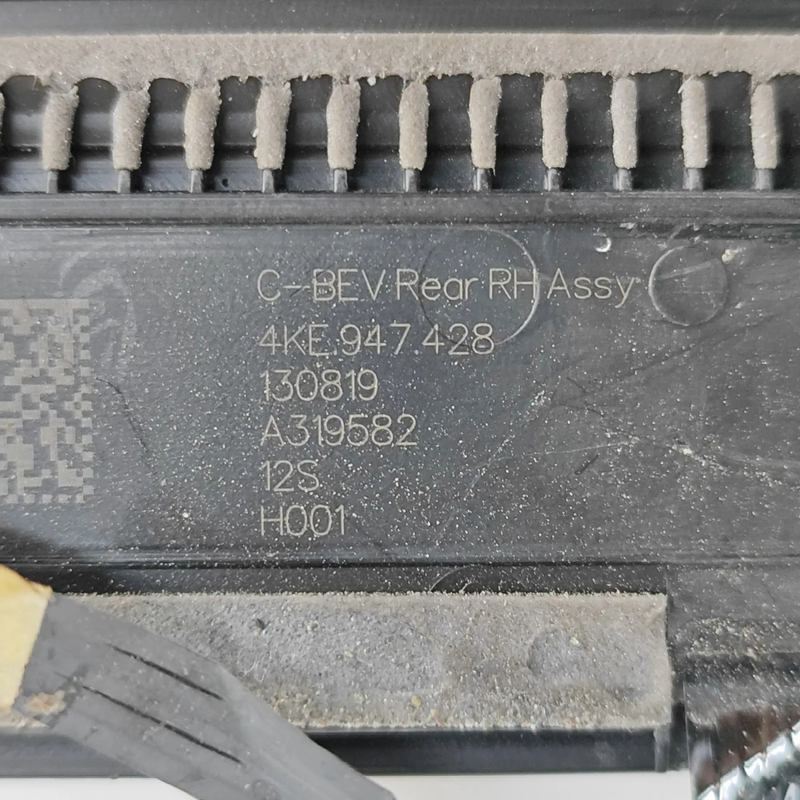 C-BEV Rear RH Assy
4KE.947.428
130819
A319582
12S
H001